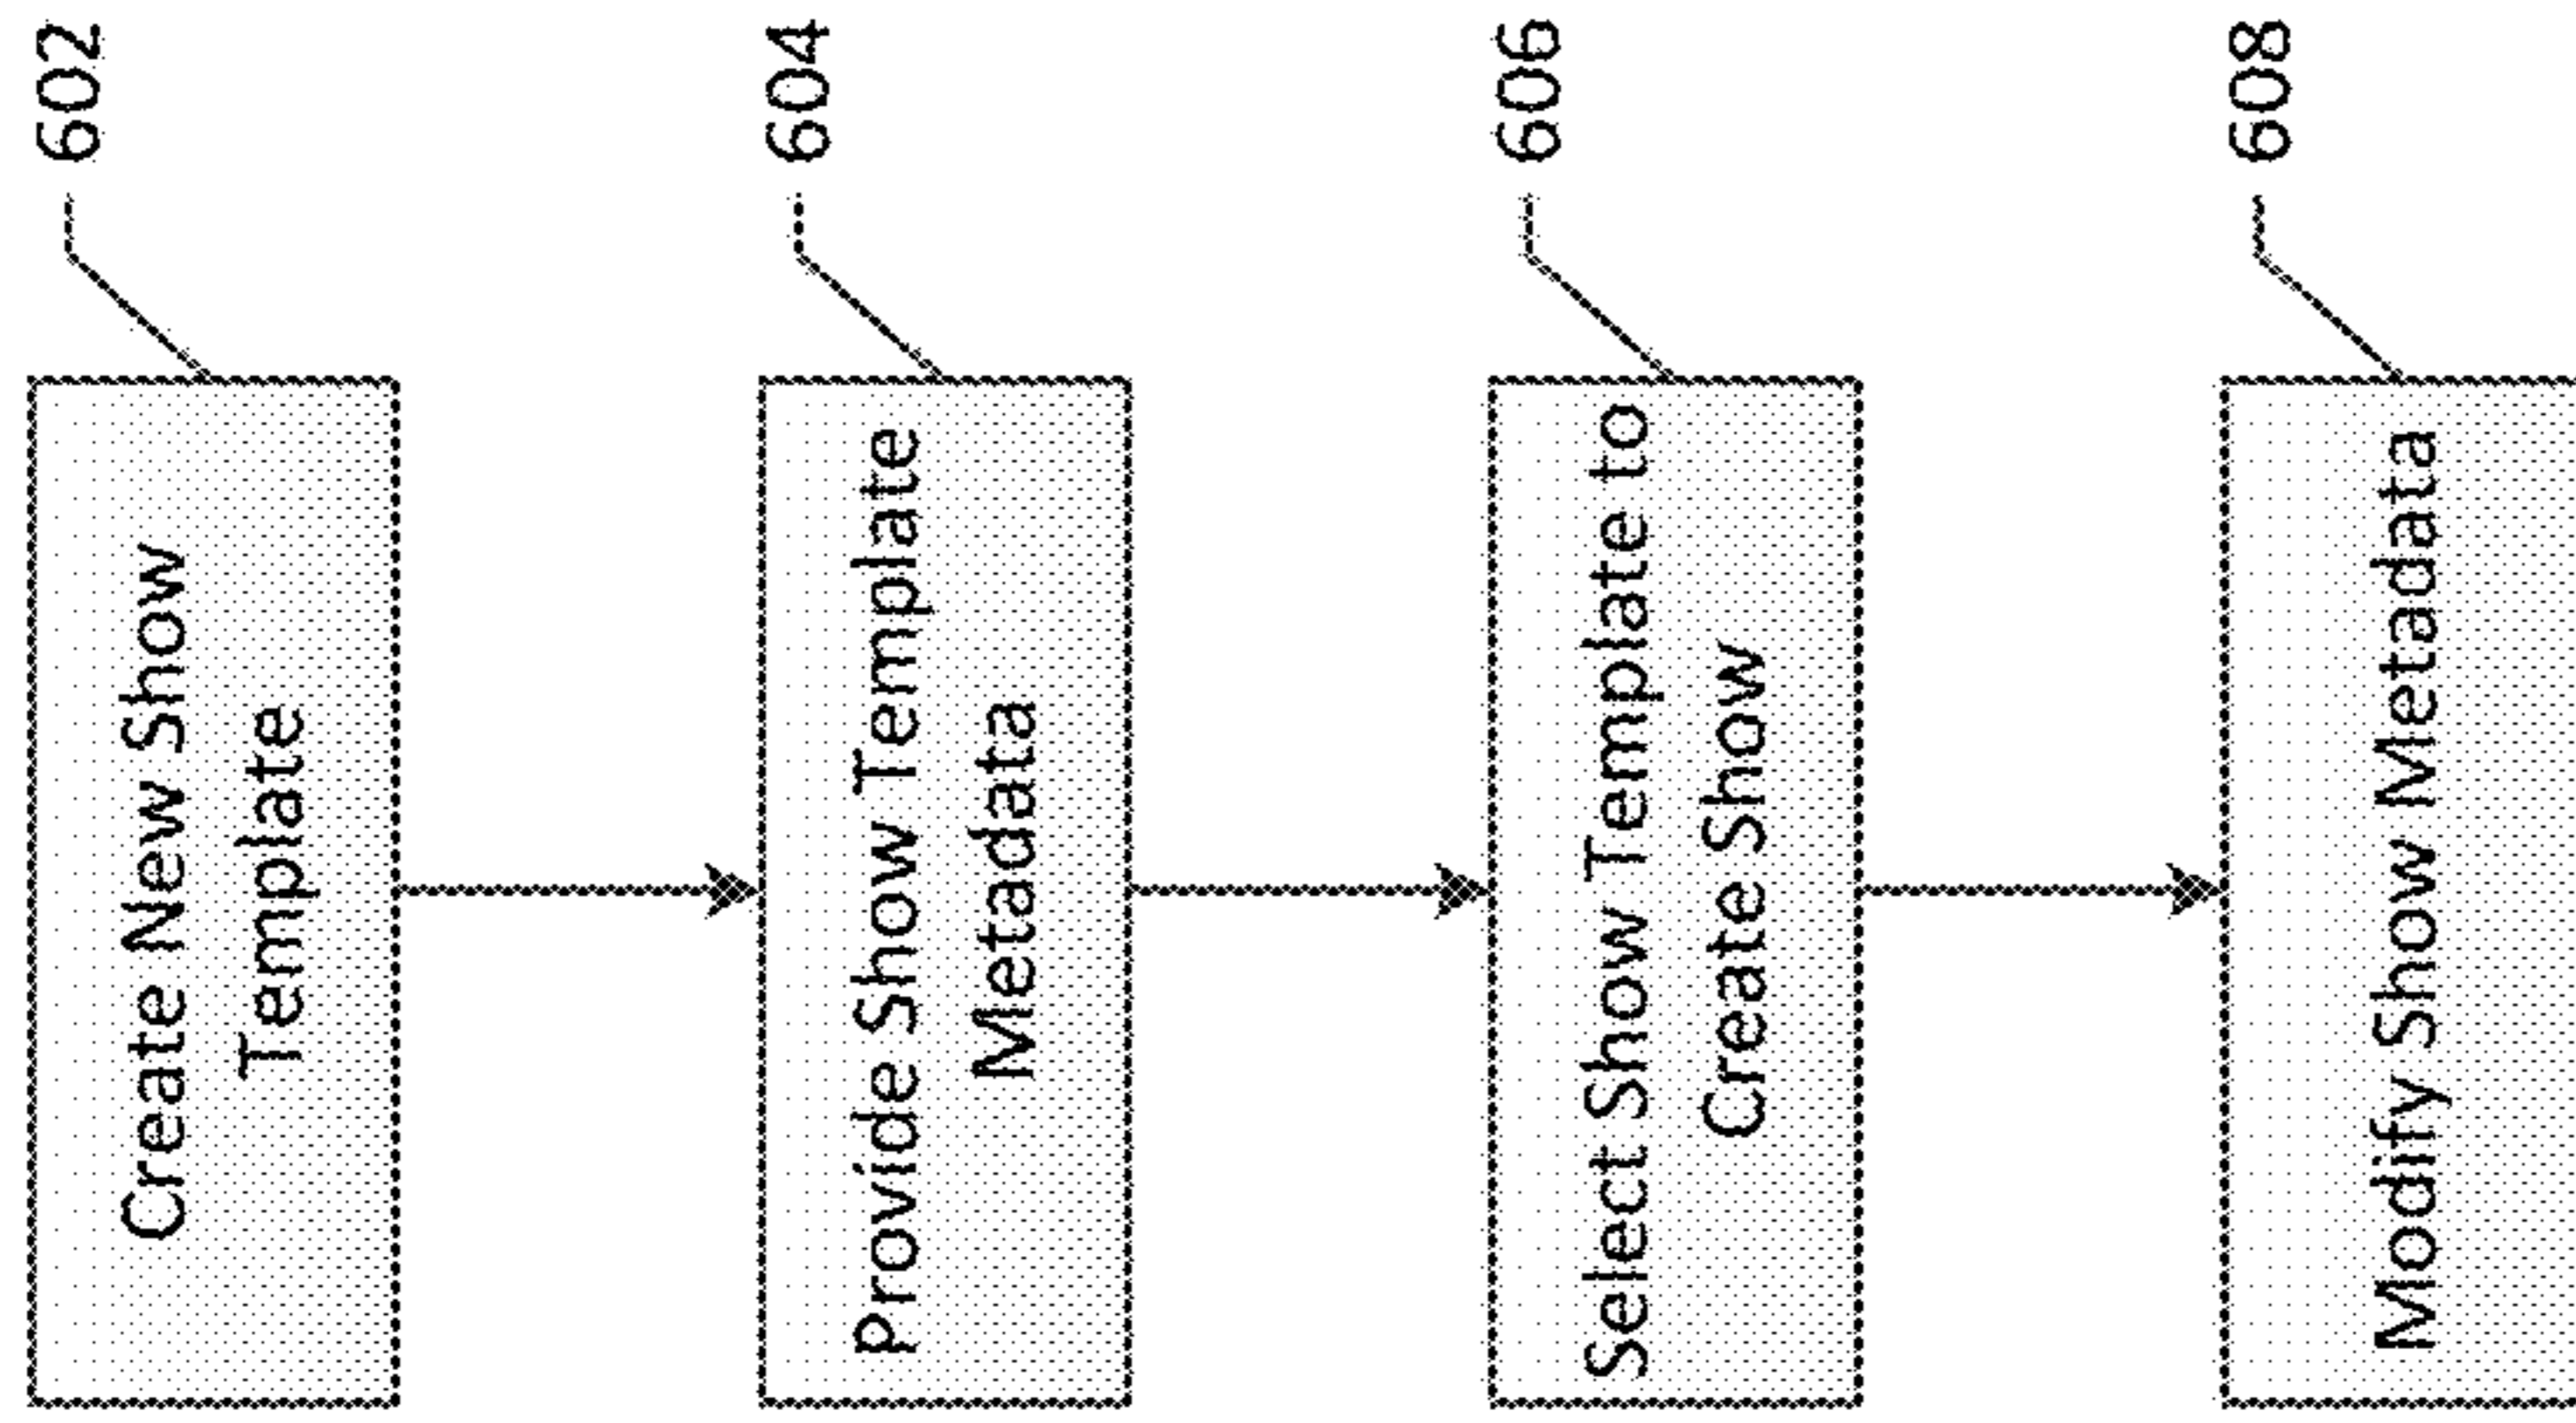 602
Create New Show
Template
604
Provide Show Template
Metadata
606
Select Show Template to
Create Show
608
Modify Show Metadata